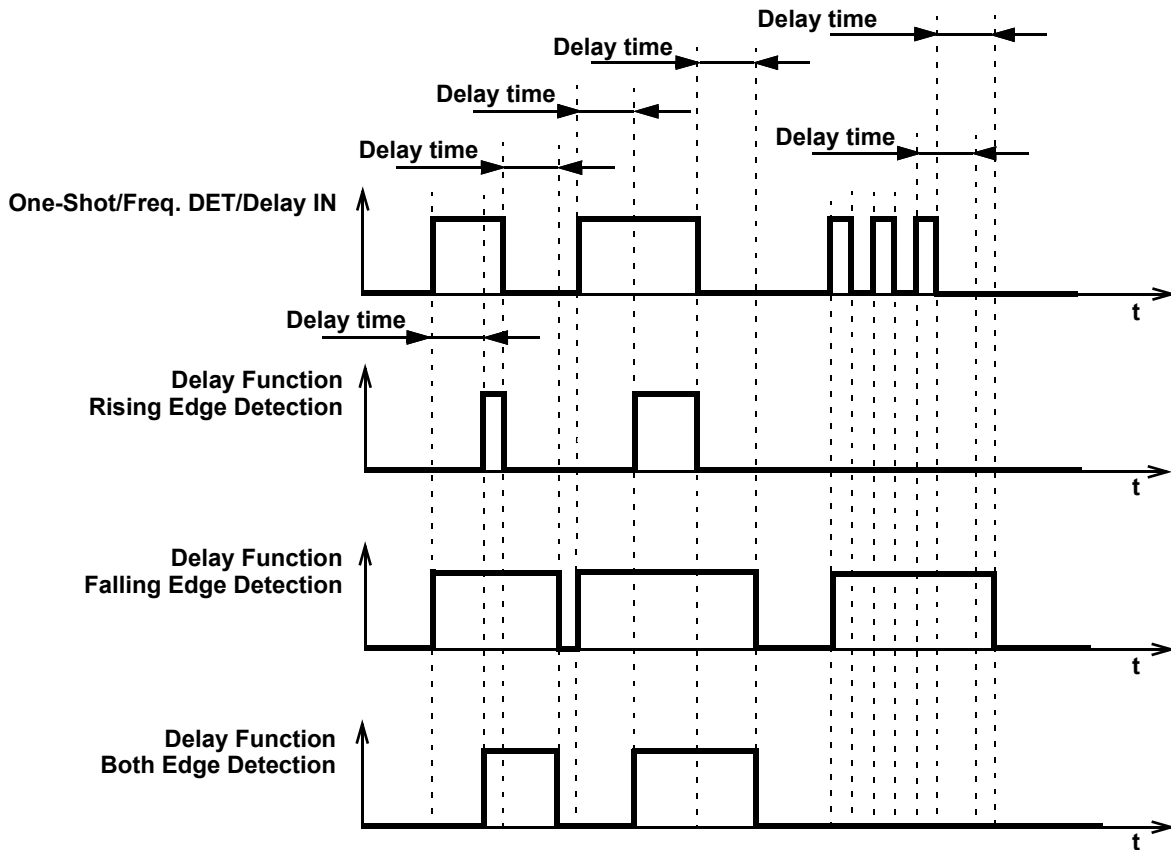 Delay time
Delay time
Delay time
Delay time
Delay time
One-Shot/Freq. DET/Delay IN
t
Delay time
Delay Function
Rising Edge Detection
t
Delay Function
Falling Edge Detection
t
Delay Function
Both Edge Detection
t